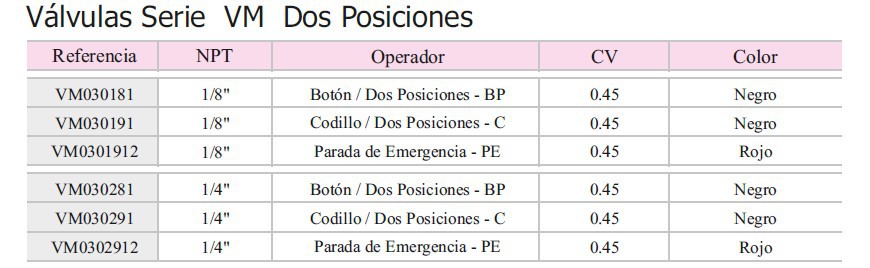 Válvulas Serie VM Dos Posiciones
Referencia NPT Operador CV Color
VM030181 1/8" Botón / Dos Posiciones - BP 0.45 Negro
VM030191 1/8" Codillo / Dos Posiciones - C 0.45 Negro
VM0301912 1/8" Parada de Emergencia - PE 0.45 Rojo
VM030281 1/4" Botón / Dos Posiciones - BP 0.45 Negro
VM030291 1/4" Codillo / Dos Posiciones - C 0.45 Negro
VM0302912 1/4" Parada de Emergencia - PE 0.45 Rojo